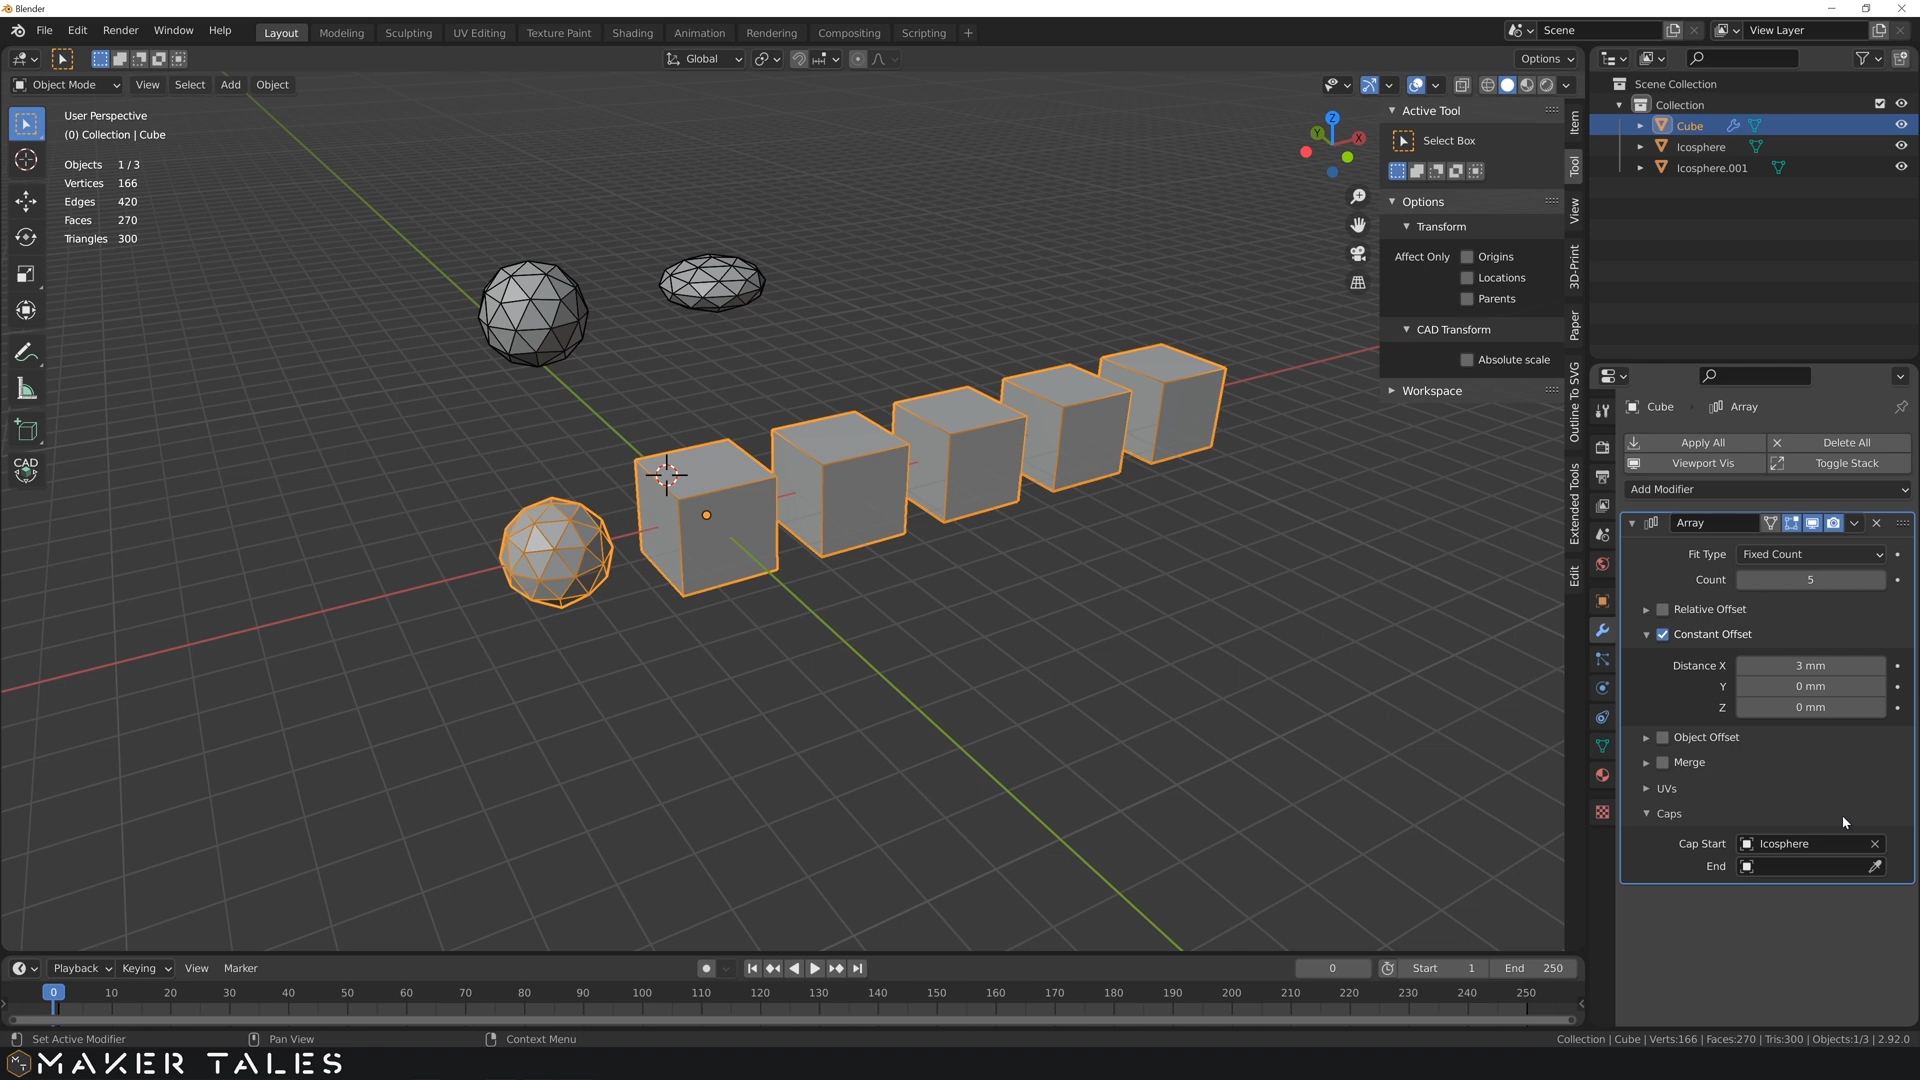 Blender
File Edit Render Window Help
Layout Modeling Sculpting UV Editing Texture Paint Shading Animation Rendering Compositing Scripting +
Scene
View Layer
Global
Options
Object Mode View Select Add Object
User Perspective
(0) Collection | Cube
Objects 1 / 3
Vertices 166
Edges 420
Faces 270
Triangles 300
CAD
Z
Y
X
Active Tool
Select Box
Options
Transform
Affect Only Origins
Locations
Parents
CAD Transform
Absolute scale
Workspace
Item
Tool
View
3D-Print
Paper
Outline To SVG
Extended Tools
Edit
Scene Collection
Collection
Cube
Icosphere
Icosphere.001
Cube Array
Apply All Delete All
Viewport Vis Toggle Stack
Add Modifier
Array
Fit Type Fixed Count
Count 5
Relative Offset
Constant Offset
Distance X 3 mm
Y 0 mm
Z 0 mm
Object Offset
Merge
UVs
Caps
Cap Start Icosphere
End
Playback Keying View Marker
0 Start 1 End 250
0 10 20 30 40 50 60 70 80 90 100 110 120 130 140 150 160 170 180 190 200 210 220 230 240 250
Set Active Modifier Pan View Context Menu
Collection | Cube | Verts:166 | Faces:270 | Tris:300 | Objects:1/3 | 2.92.0
MAKER TALES